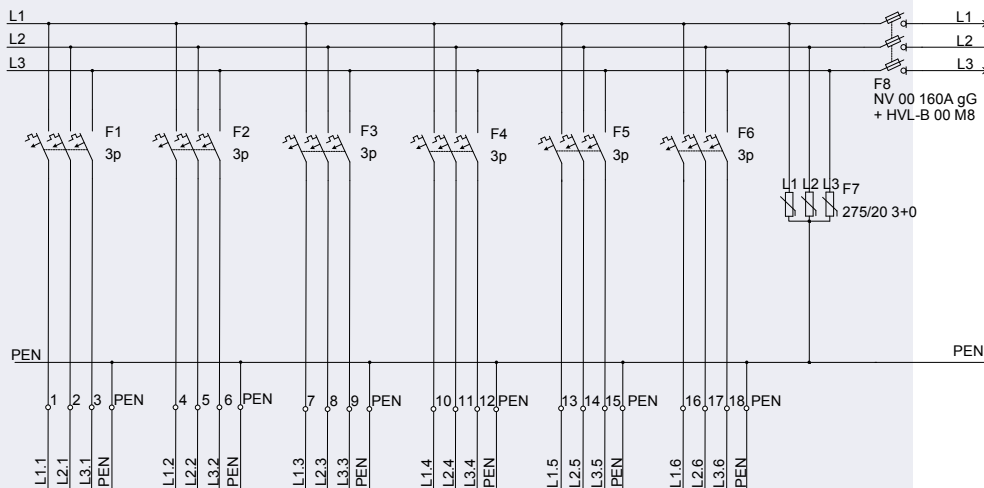 L1 L1
L2 L2
L3 L3
F8
NV 00 160A gG
+ HVL-B 00 M8
F1 F2 F3 F4 F5 F6
3p 3p 3p 3p 3p 3p
L1 L2 L3 F7
275/20 3+0
PEN PEN
1 2 3 PEN 4 5 6 PEN 7 8 9 PEN 10 11 12 PEN 13 14 15 PEN 16 17 18 PEN
L1.1 L2.1 L3.1 PEN L1.2 L2.2 L3.2 PEN L1.3 L2.3 L3.3 PEN L1.4 L2.4 L3.4 PEN L1.5 L2.5 L3.5 PEN L1.6 L2.6 L3.6 PEN